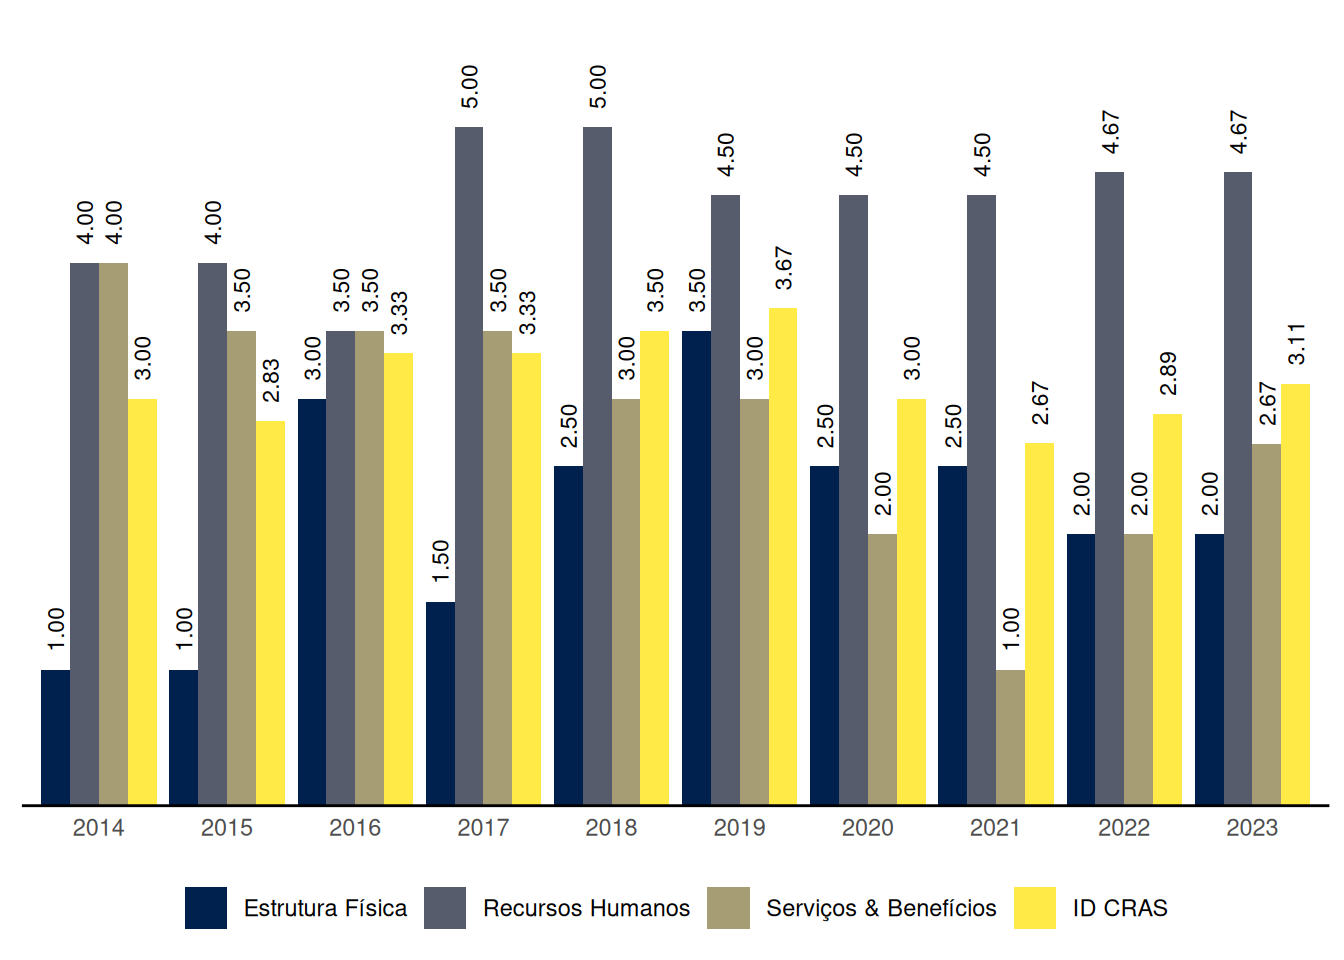 1.00 4.00 4.00 3.00
1.00 4.00 3.50 2.83
3.00 3.50 3.50 3.33
1.50 5.00 3.50 3.33
2.50 5.00 3.00 3.50
3.50 4.50 3.00 3.67
2.50 4.50 2.00 3.00
2.50 4.50 1.00 2.67
2.00 4.67 2.00 2.89
2.00 4.67 2.67 3.11
2014 2015 2016 2017 2018 2019 2020 2021 2022 2023
Estrutura Física Recursos Humanos Serviços & Benefícios ID CRAS